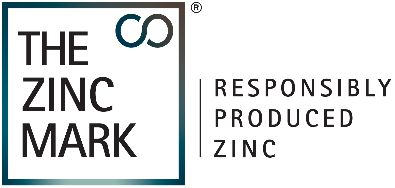 THE
ZINC
MARK
®
RESPONSIBLY
PRODUCED
ZINC